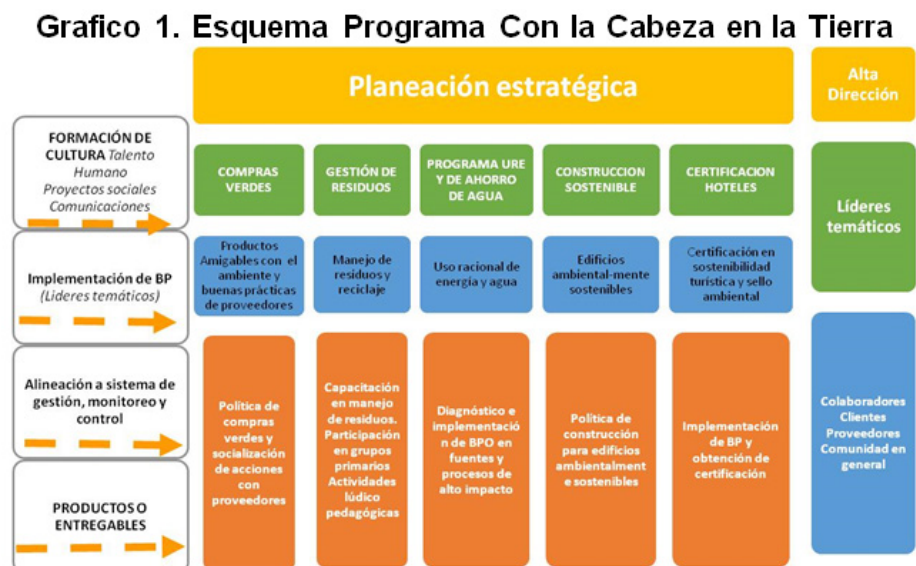 Grafico 1. Esquema Programa Con la Cabeza en la Tierra
Planeación estratégica
Alta
Dirección
FORMACIÓN DE
CULTURA Talento
Humano
Proyectos sociales
Comunicaciones
COMPRAS
VERDES
GESTIÓN DE
RESIDUOS
PROGRAMA URE
Y DE AHORRO
DE AGUA
CONSTRUCCION
SOSTENIBLE
CERTIFICACION
HOTELES
Líderes
temáticos
Implementación de BP
(Lideres temáticos)
Productos
Amigables con el
ambiente y
buenas prácticas
de proveedores
Manejo de
residuos y
reciclaje
Uso racional de
energía y agua
Edificios
ambiental-mente
sostenibles
Certificación en
sostenibilidad
turística y sello
ambiental
Alineación a sistema de
gestión, monitoreo y
control
Política de
compras
verdes y
socialización
de acciones
con
proveedores
Capacitación
en manejo
de residuos.
Participación
en grupos
primarios
Actividades
lúdico
pedagógicas
Diagnóstico e
implementació
n de BPO en
fuentes y
procesos de
alto impacto
Política de
construcción
para edificios
ambientalment
e sostenibles
Implementación
de BP y
obtención de
certificación
Colaboradores
Clientes
Proveedores
Comunidad en
general
PRODUCTOS O
ENTREGABLES